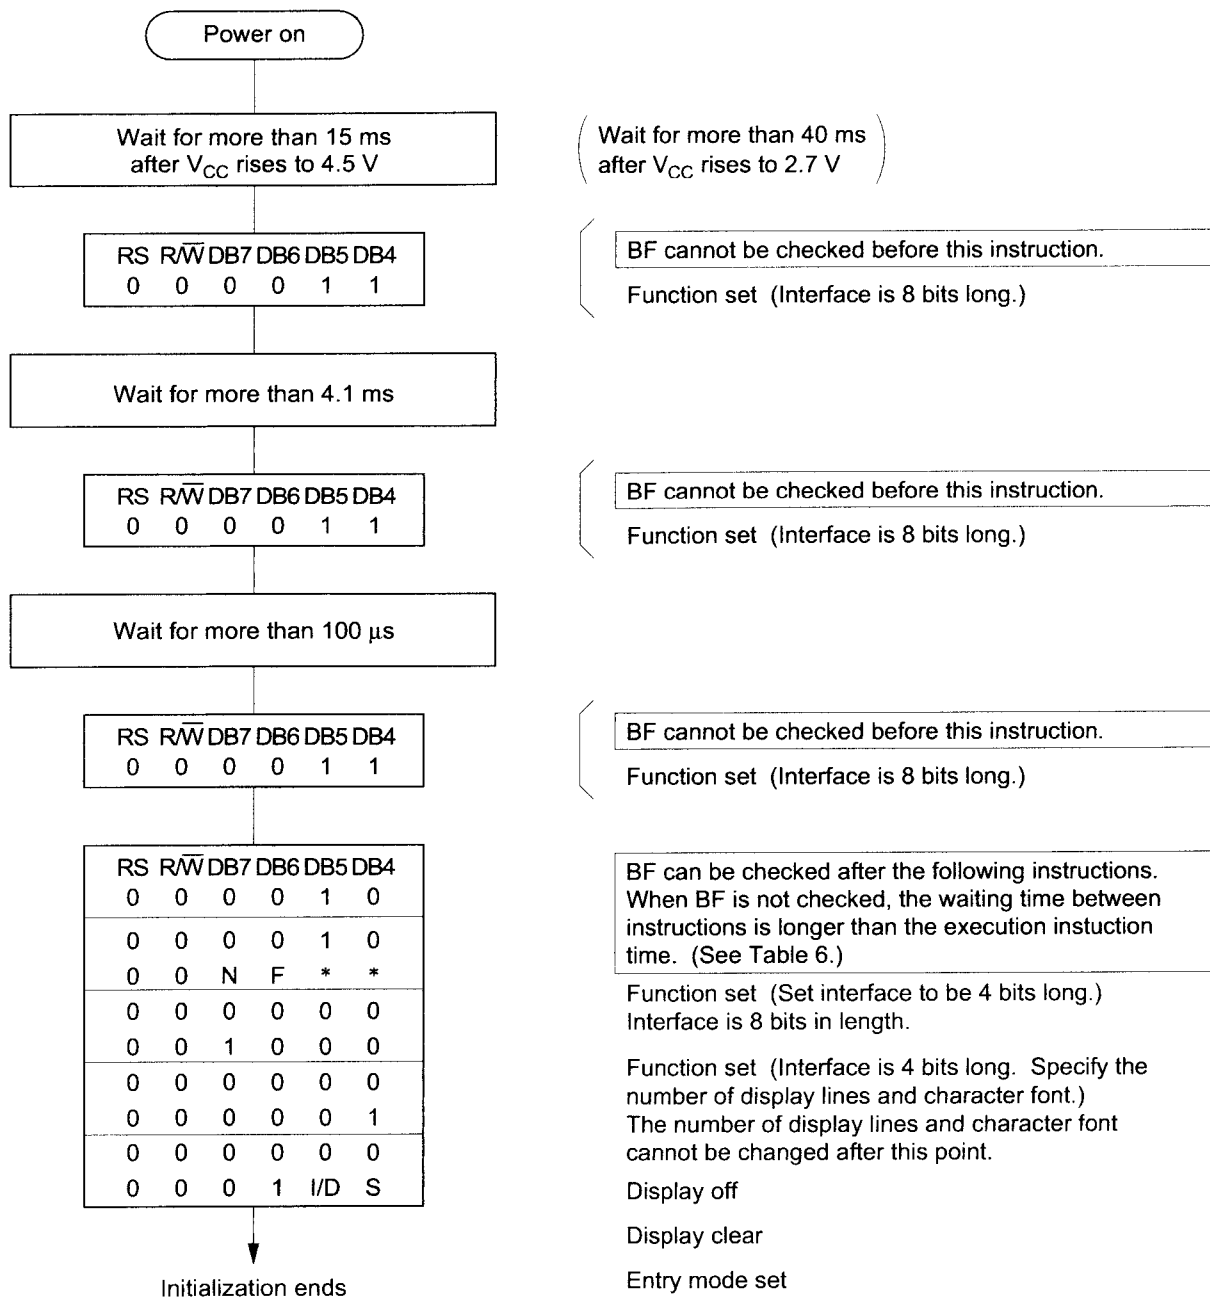 Power on
Wait for more than 15 ms
after VCC rises to 4.5 V
Wait for more than 40 ms
after VCC rises to 2.7 V
RS R/W̅ DB7 DB6 DB5 DB4
0 0 0 0 1 1
BF cannot be checked before this instruction.
Function set (Interface is 8 bits long.)
Wait for more than 4.1 ms
RS R/W̅ DB7 DB6 DB5 DB4
0 0 0 0 1 1
BF cannot be checked before this instruction.
Function set (Interface is 8 bits long.)
Wait for more than 100 μs
RS R/W̅ DB7 DB6 DB5 DB4
0 0 0 0 1 1
BF cannot be checked before this instruction.
Function set (Interface is 8 bits long.)
RS R/W̅ DB7 DB6 DB5 DB4
0 0 0 0 1 0
0 0 0 0 1 0
0 0 N F * *
0 0 0 0 0 0
0 0 1 0 0 0
0 0 0 0 0 0
0 0 0 0 0 1
0 0 0 0 0 0
0 0 0 1 I/D S
Initialization ends
BF can be checked after the following instructions.
When BF is not checked, the waiting time between
instructions is longer than the execution instuction
time. (See Table 6.)
Function set (Set interface to be 4 bits long.)
Interface is 8 bits in length.
Function set (Interface is 4 bits long. Specify the
number of display lines and character font.)
The number of display lines and character font
cannot be changed after this point.
Display off
Display clear
Entry mode set